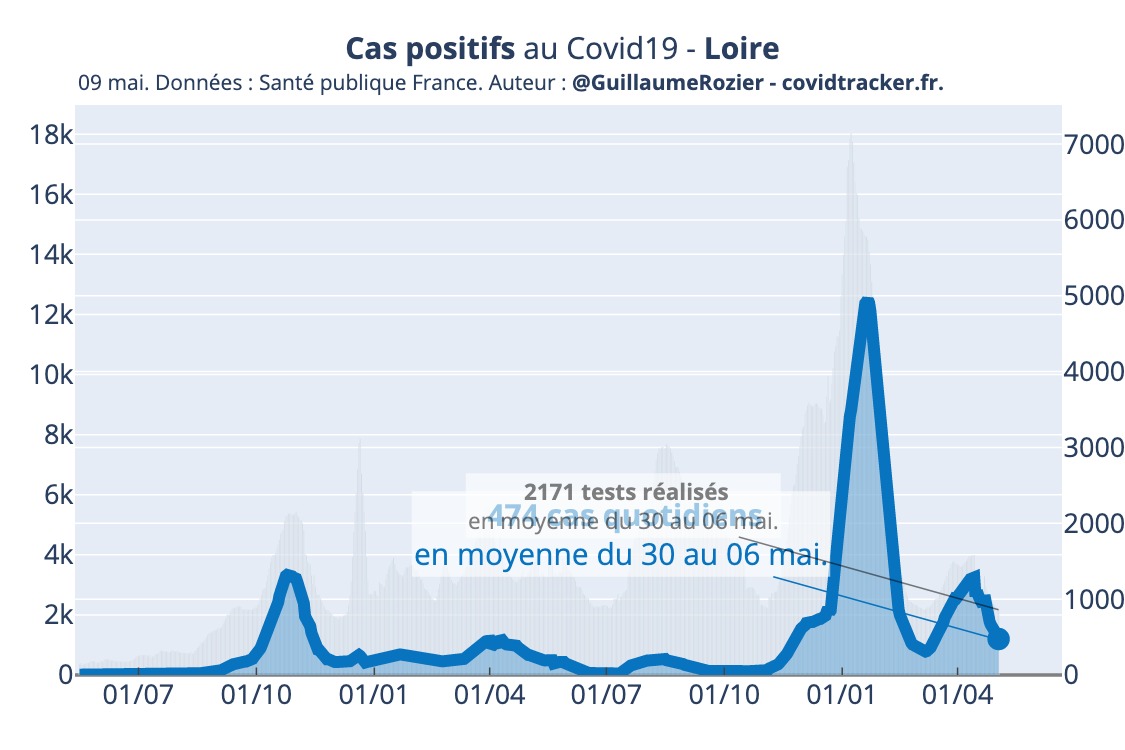 Cas positifs au Covid19 - Loire
09 mai. Données : Santé publique France. Auteur : @GuillaumeRozier - covidtracker.fr.
18k
16k
14k
12k
10k
8k
6k
4k
2k
0
7000
6000
5000
4000
3000
2000
1000
0
2171 tests réalisés
en moyenne du 30 au 06 mai.
474 cas quotidiens
en moyenne du 30 au 06 mai.
01/07 01/10 01/01 01/04 01/07 01/10 01/01 01/04